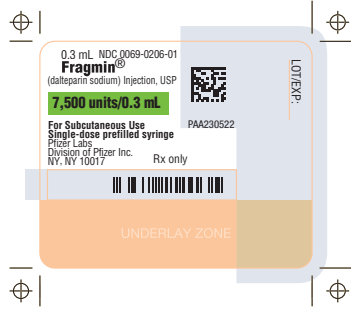 0.3 mL NDC 0069-0206-01
Fragmin®
(dalteparin sodium) Injection, USP
7,500 units/0.3 mL
For Subcutaneous Use
Single-dose prefilled syringe
Pfizer Labs
Division of Pfizer Inc.
NY, NY 10017
Rx only
PAA230522
LOT/EXP:
UNDERLAY ZONE